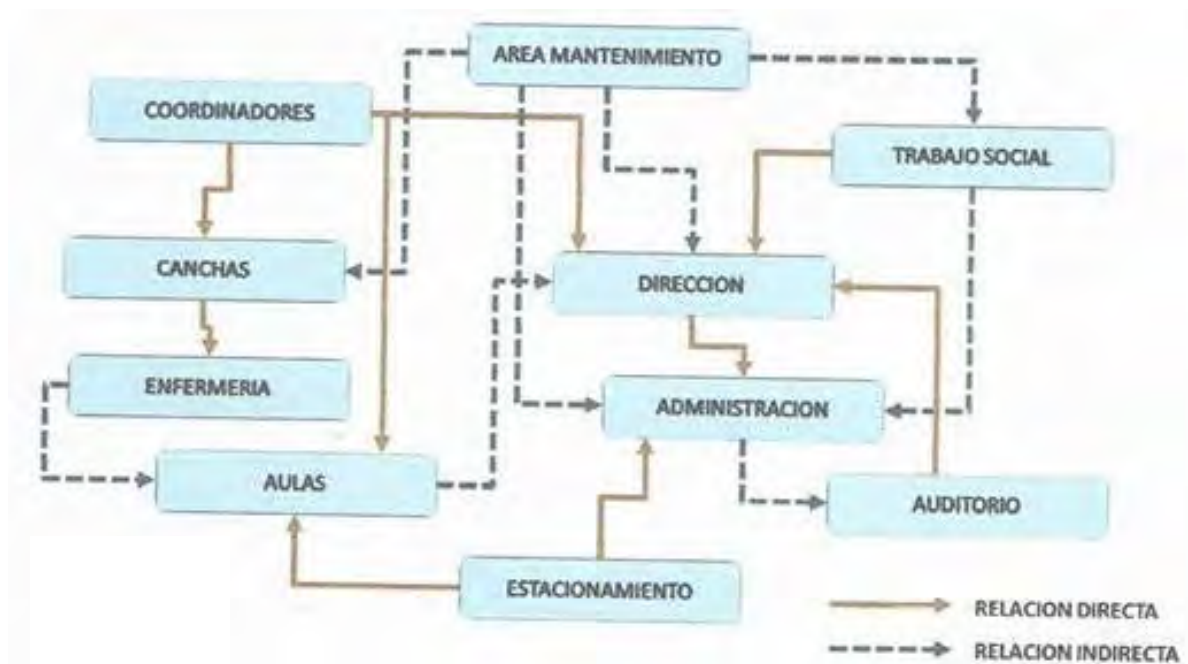 AREA MANTENIMIENTO
COORDINADORES
TRABAJO SOCIAL
CANCHAS
DIRECCION
ENFERMERIA
ADMINISTRACION
AULAS
AUDITORIO
ESTACIONAMIENTO
RELACION DIRECTA
RELACION INDIRECTA